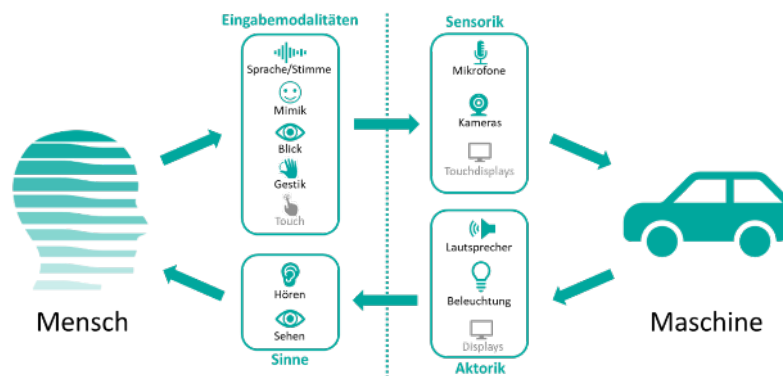 Eingabemodalitäten
Sprache/Stimme
Mimik
Blick
Gestik
Touch
Sensorik
Mikrofone
Kameras
Touchdisplays
Mensch
Hören
Sehen
Sinne
Lautsprecher
Beleuchtung
Displays
Aktorik
Maschine